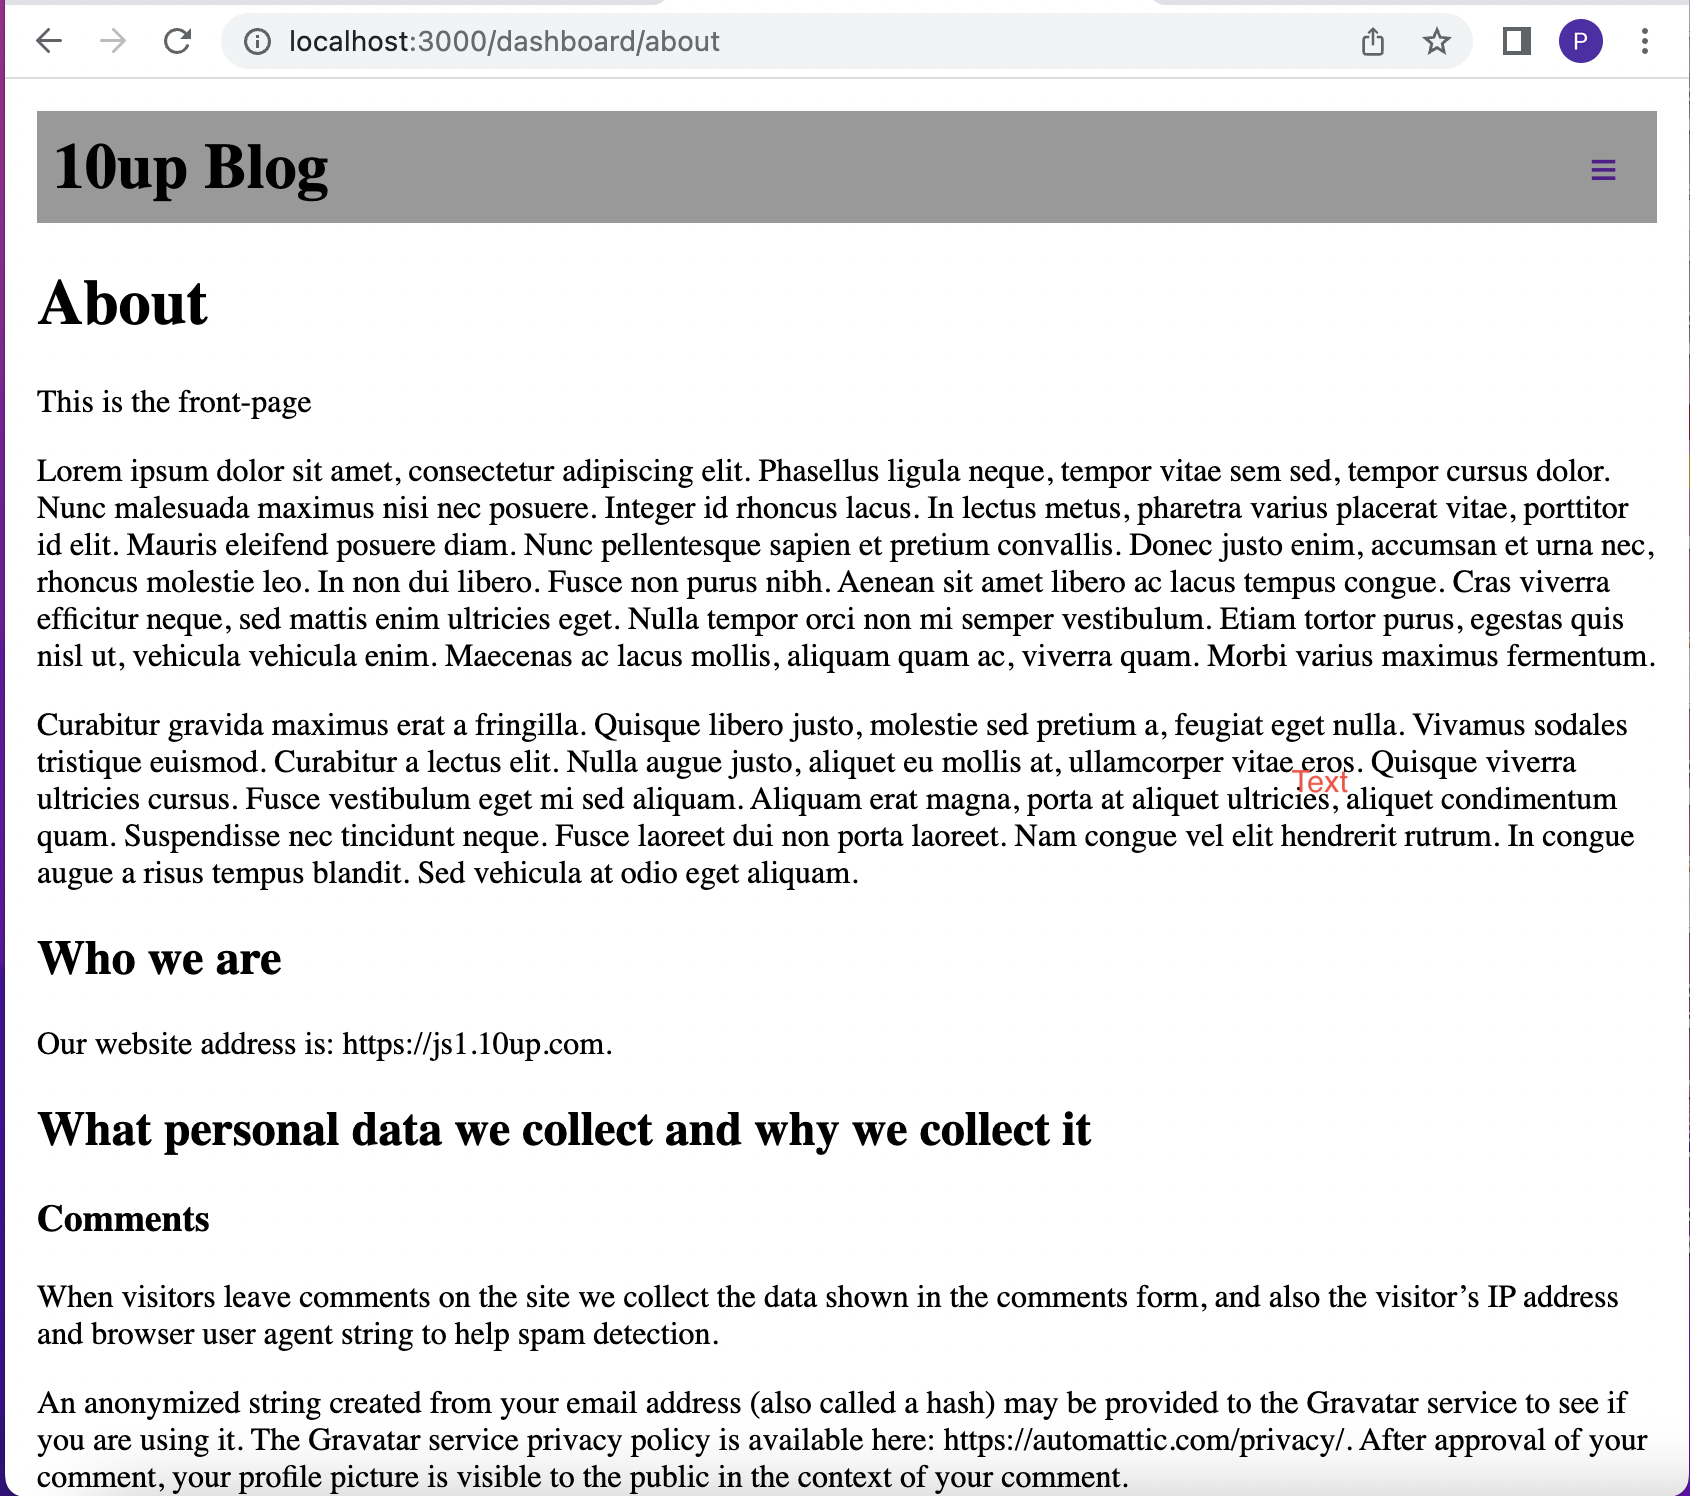 localhost:3000/dashboard/about
P
10up Blog
About
This is the front-page
Lorem ipsum dolor sit amet, consectetur adipiscing elit. Phasellus ligula neque, tempor vitae sem sed, tempor cursus dolor.
Nunc malesuada maximus nisi nec posuere. Integer id rhoncus lacus. In lectus metus, pharetra varius placerat vitae, porttitor
id elit. Mauris eleifend posuere diam. Nunc pellentesque sapien et pretium convallis. Donec justo enim, accumsan et urna nec,
rhoncus molestie leo. In non dui libero. Fusce non purus nibh. Aenean sit amet libero ac lacus tempus congue. Cras viverra
efficitur neque, sed mattis enim ultricies eget. Nulla tempor orci non mi semper vestibulum. Etiam tortor purus, egestas quis
nisl ut, vehicula vehicula enim. Maecenas ac lacus mollis, aliquam quam ac, viverra quam. Morbi varius maximus fermentum.
Curabitur gravida maximus erat a fringilla. Quisque libero justo, molestie sed pretium a, feugiat eget nulla. Vivamus sodales
tristique euismod. Curabitur a lectus elit. Nulla augue justo, aliquet eu mollis at, ullamcorper vitae eros. Quisque viverra
Text
ultricies cursus. Fusce vestibulum eget mi sed aliquam. Aliquam erat magna, porta at aliquet ultricies, aliquet condimentum
quam. Suspendisse nec tincidunt neque. Fusce laoreet dui non porta laoreet. Nam congue vel elit hendrerit rutrum. In congue
augue a risus tempus blandit. Sed vehicula at odio eget aliquam.
Who we are
Our website address is: https://js1.10up.com.
What personal data we collect and why we collect it
Comments
When visitors leave comments on the site we collect the data shown in the comments form, and also the visitor’s IP address
and browser user agent string to help spam detection.
An anonymized string created from your email address (also called a hash) may be provided to the Gravatar service to see if
you are using it. The Gravatar service privacy policy is available here: https://automattic.com/privacy/. After approval of your
comment, your profile picture is visible to the public in the context of your comment.